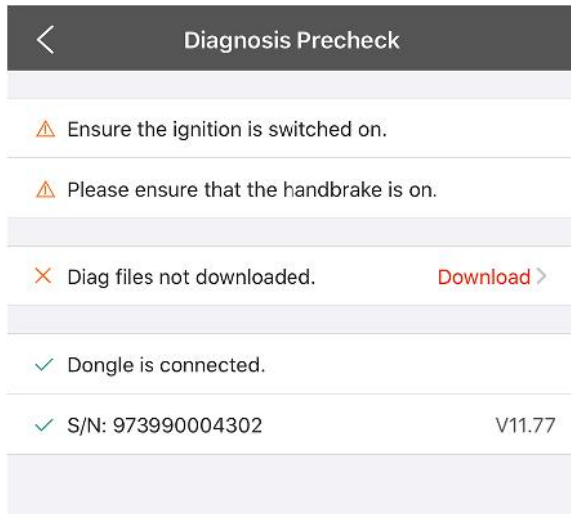 Diagnosis Precheck
Ensure the ignition is switched on.
Please ensure that the handbrake is on.
Diag files not downloaded. Download
Dongle is connected.
S/N: 973990004302 V11.77